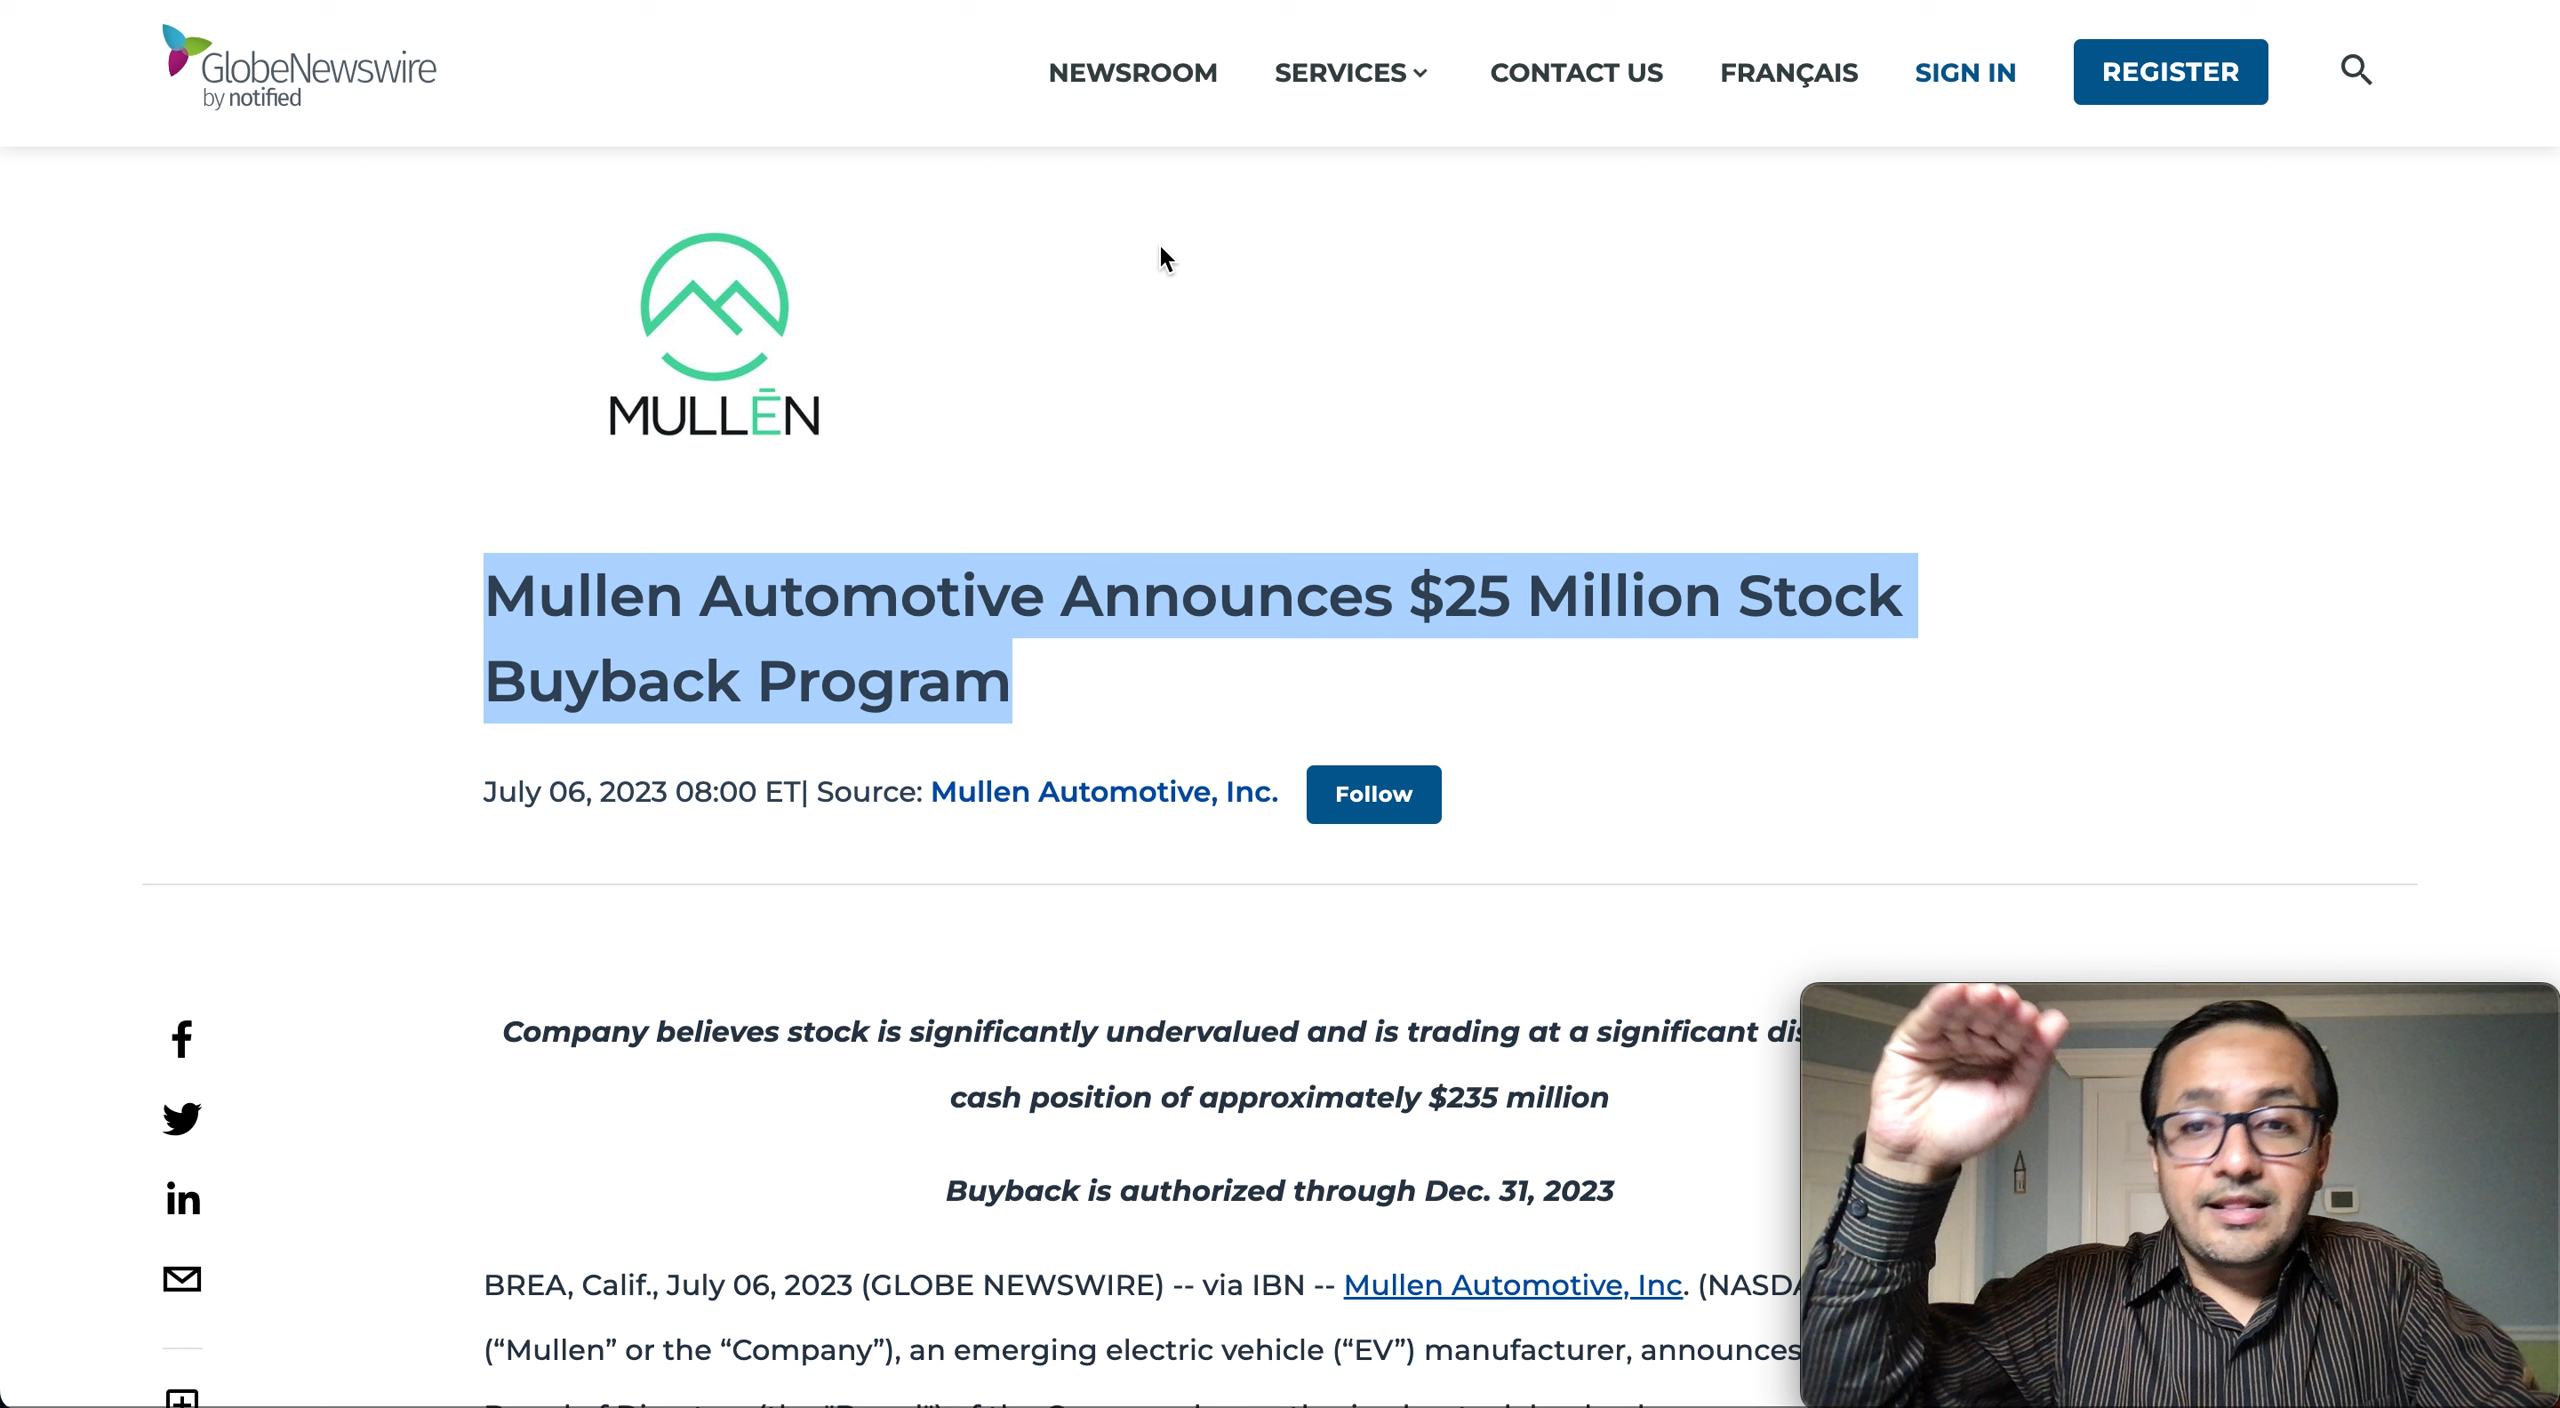 GlobeNewswire
by notified
NEWSROOM SERVICES CONTACT US FRANÇAIS SIGN IN REGISTER
MULLĒN
Mullen Automotive Announces $25 Million Stock
Buyback Program
July 06, 2023 08:00 ET| Source: Mullen Automotive, Inc. Follow
Company believes stock is significantly undervalued and is trading at a significant
cash position of approximately $235 million
Buyback is authorized through Dec. 31, 2023
BREA, Calif., July 06, 2023 (GLOBE NEWSWIRE) -- via IBN -- Mullen Automotive, Inc. (NASDA
(“Mullen” or the “Company”), an emerging electric vehicle (“EV”) manufacturer, announces